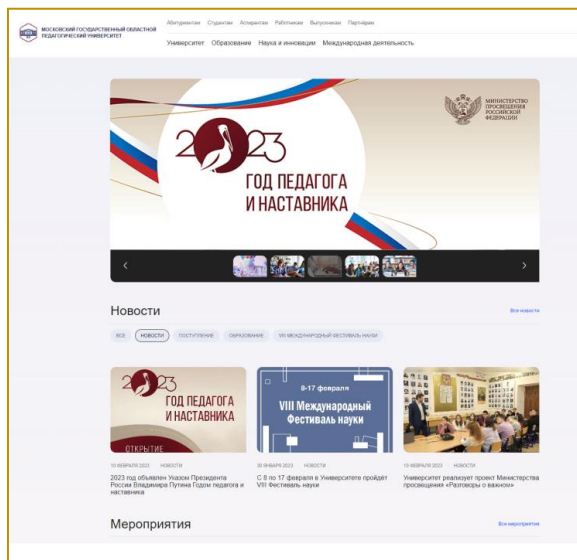 МОСКОВСКИЙ ГОСУДАРСТВЕННЫЙ ОБЛАСТНОЙ
ПЕДАГОГИЧЕСКИЙ УНИВЕРСИТЕТ
Абитуриентам Студентам Аспирантам Работникам Выпускникам Партнёрам
Университет Образование Наука и инновации Международная деятельность
МИНИСТЕРСТВО
ПРОСВЕЩЕНИЯ
РОССИЙСКОЙ
ФЕДЕРАЦИИ
2023
ГОД ПЕДАГОГА
И НАСТАВНИКА
Новости
Все новости
ВСЕ НОВОСТИ ПОСТУПЛЕНИЕ ОБРАЗОВАНИЕ VIII МЕЖДУНАРОДНЫЙ ФЕСТИВАЛЬ НАУКИ
2023
ГОД ПЕДАГОГА
И НАСТАВНИКА
ОТКРЫТИЕ
8-17 февраля
VIII Международный
Фестиваль науки
10 ФЕВРАЛЯ 2023 НОВОСТИ
2023 год объявлен Указом Президента
России Владимира Путина Годом педагога и
наставника
30 ЯНВАРЯ 2023 НОВОСТИ
С 8 по 17 февраля в Университете пройдёт
VIII Фестиваль науки
НОВОСТИ
Университет реализует проект Министерства
просвещения «Разговоры о важном»
Мероприятия
Все мероприятия